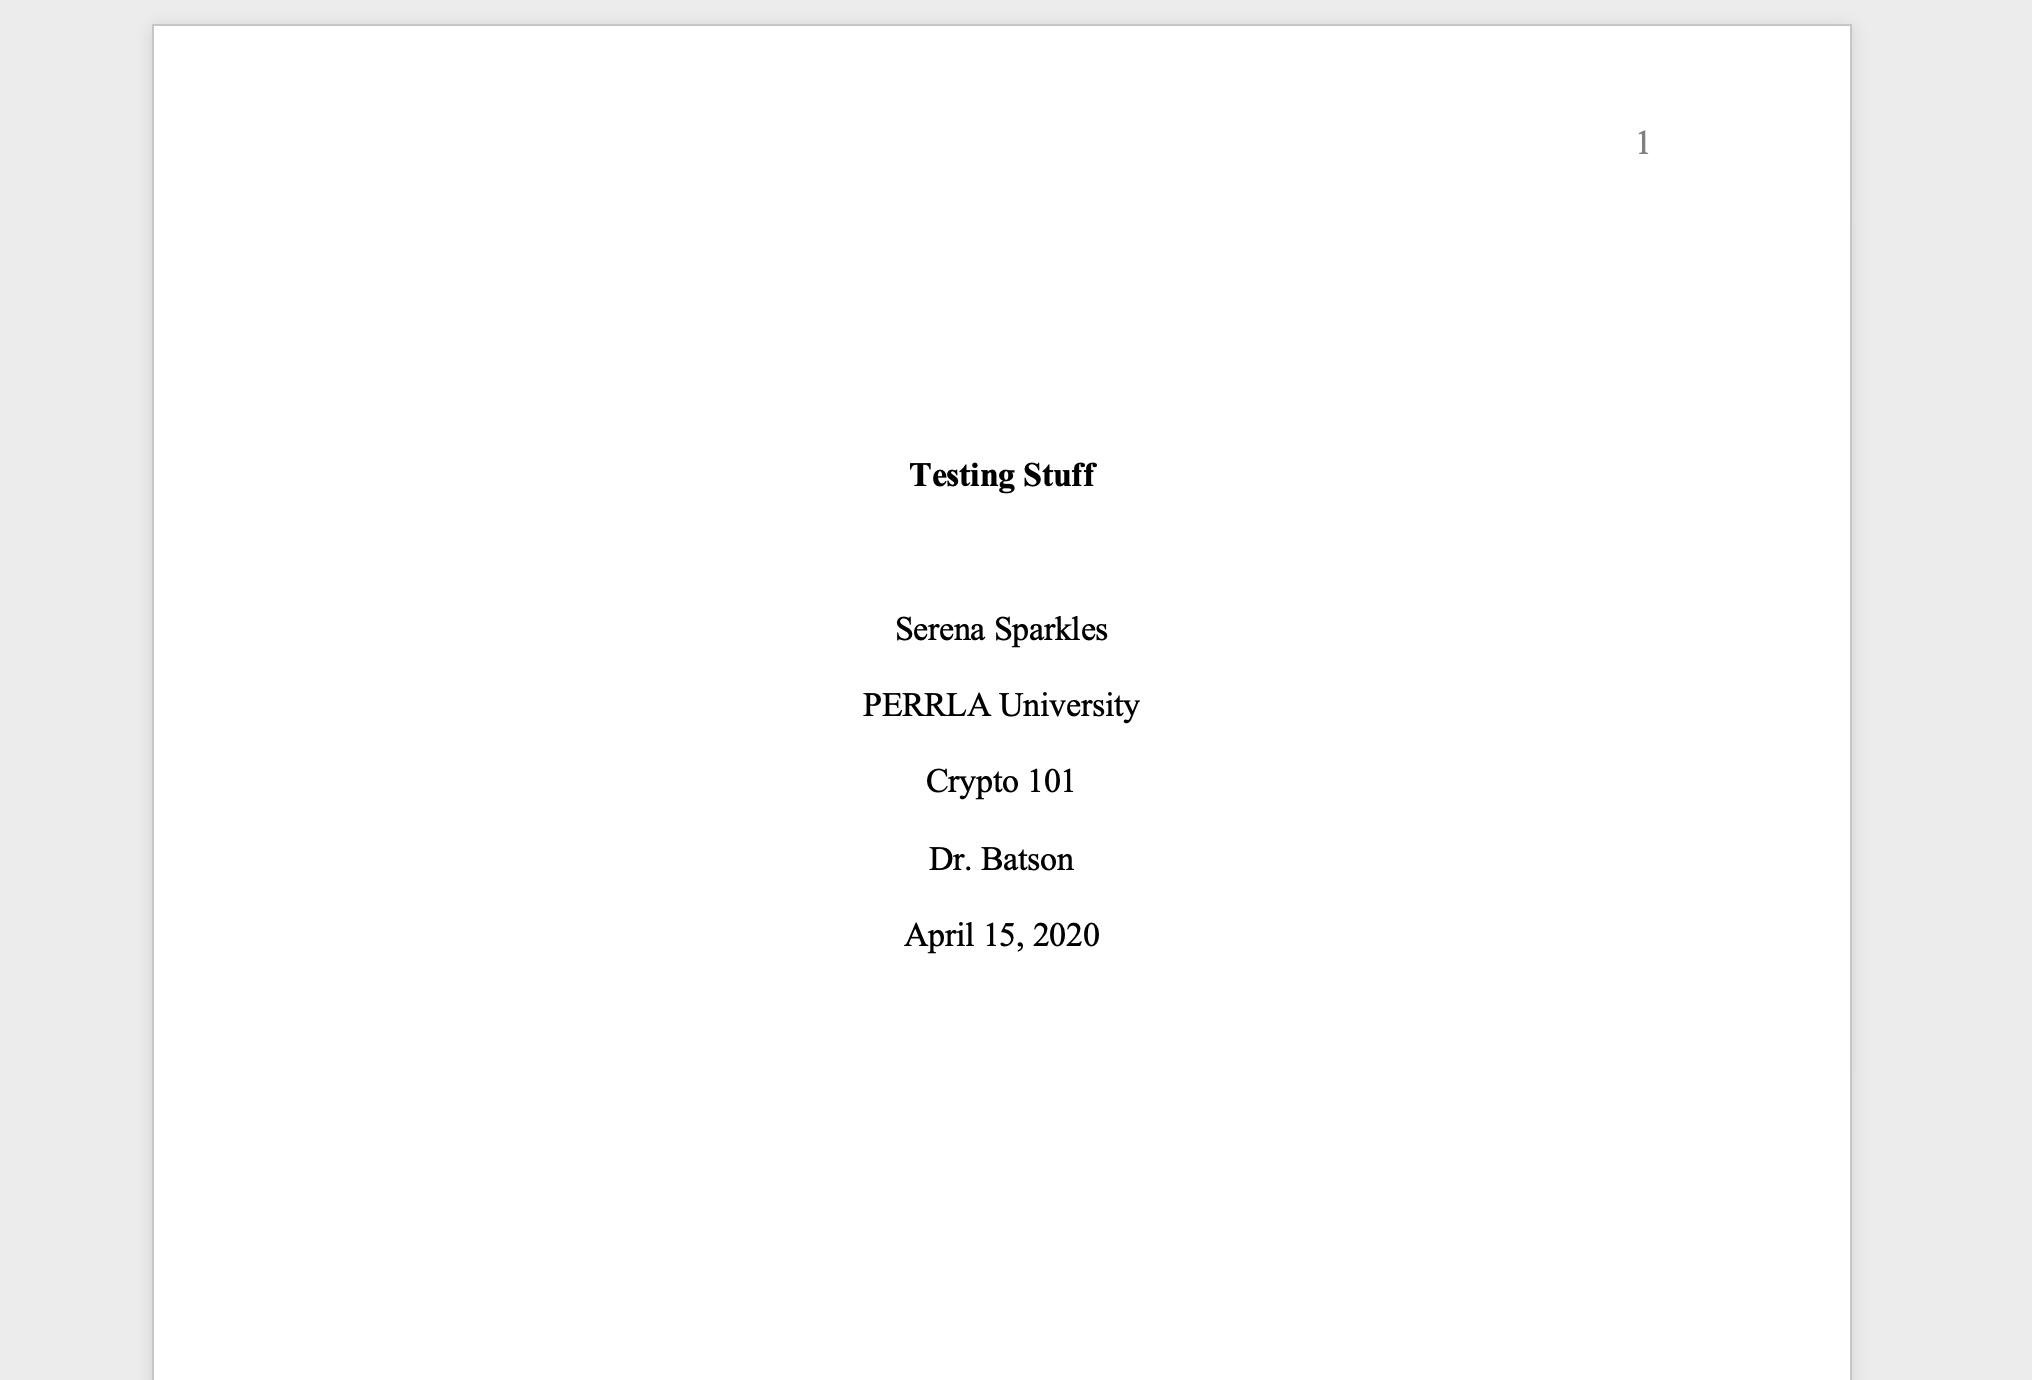 1
Testing Stuff
Serena Sparkles
PERRLA University
Crypto 101
Dr. Batson
April 15, 2020